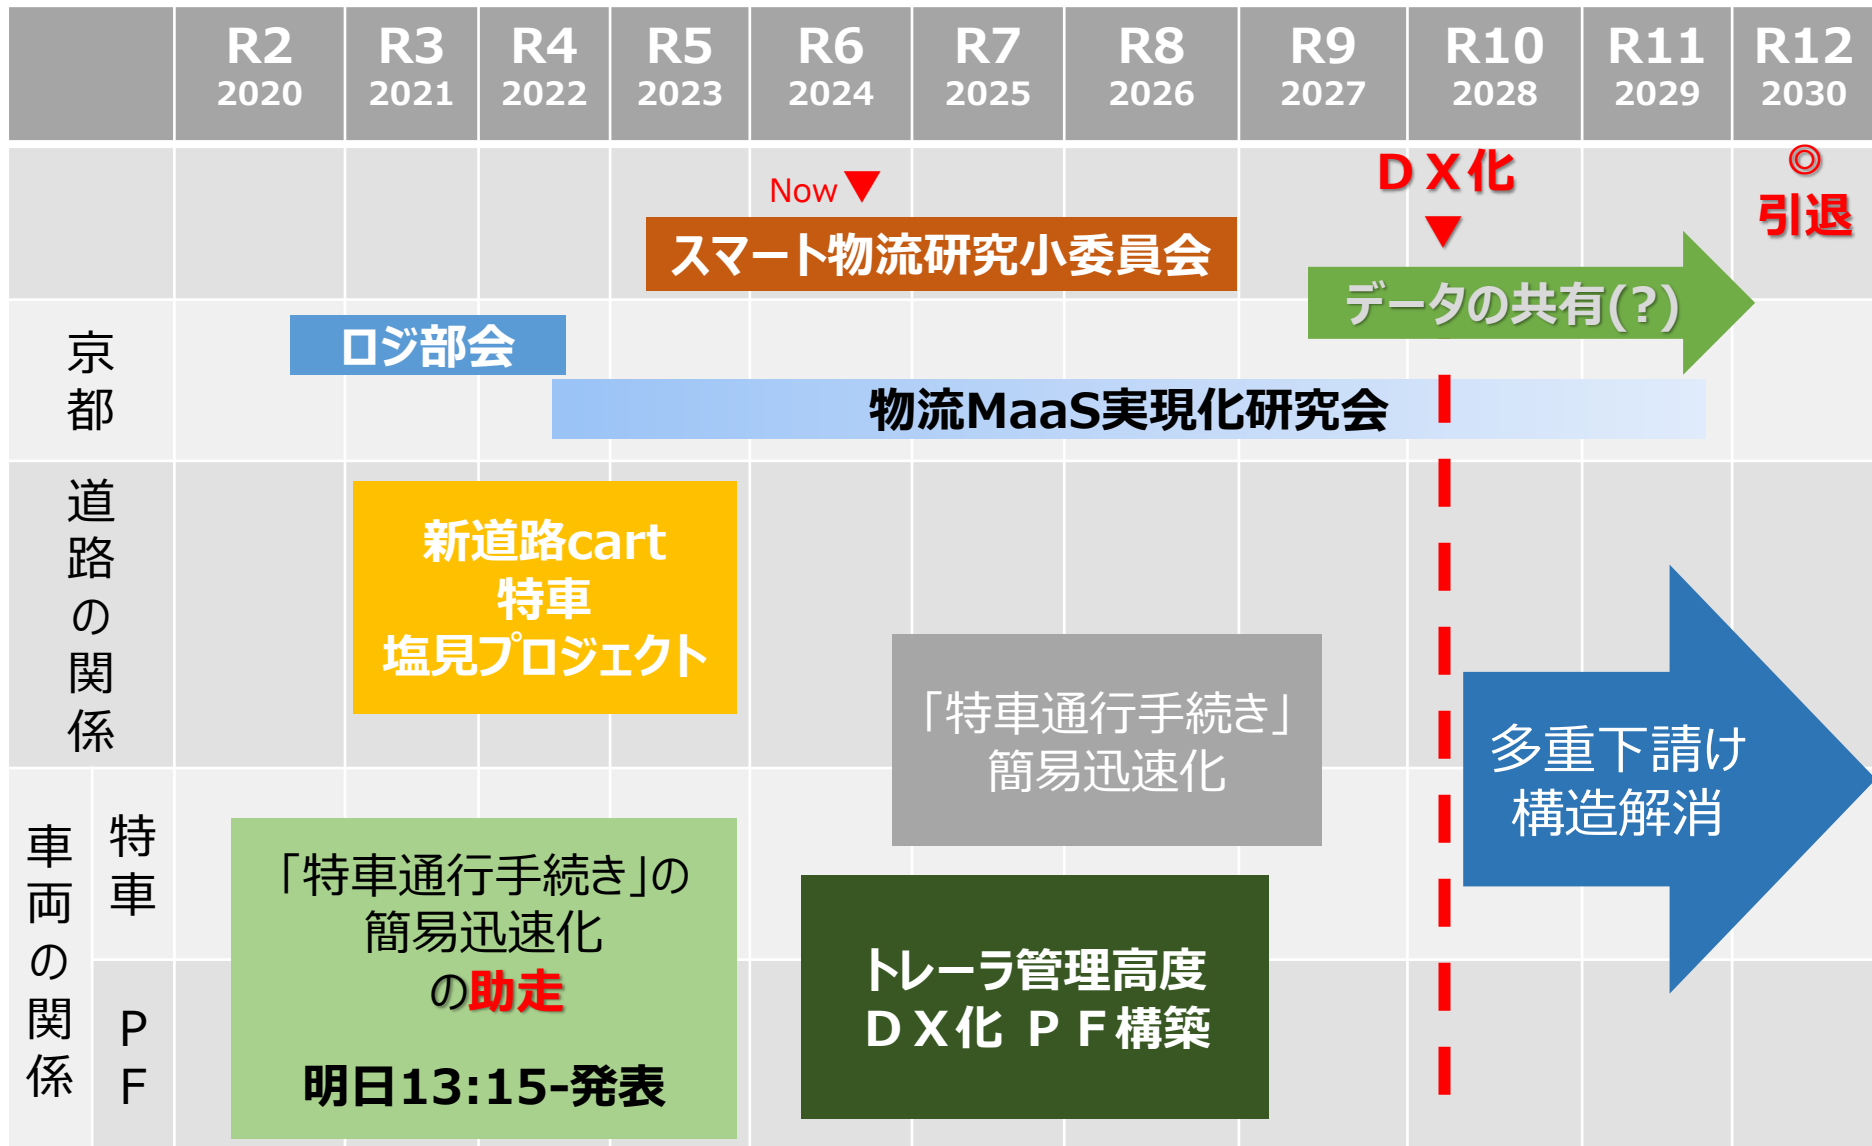 R2
2020
R3
2021
R4
2022
R5
2023
R6
2024
R7
2025
R8
2026
R9
2027
R10
2028
R11
2029
R12
2030
Now▼
ＤＸ化
▼
◎
引退
スマート物流研究小委員会
データの共有(?)
京都
ロジ部会
物流MaaS実現化研究会
道路の関係
新道路cart
特車
塩見プロジェクト
「特車通行手続き」
簡易迅速化
多重下請け
構造解消
車両の関係
特車
ＰＦ
「特車通行手続き」の
簡易迅速化
の助走
明日13:15-発表
トレーラ管理高度
ＤＸ化 ＰＦ構築